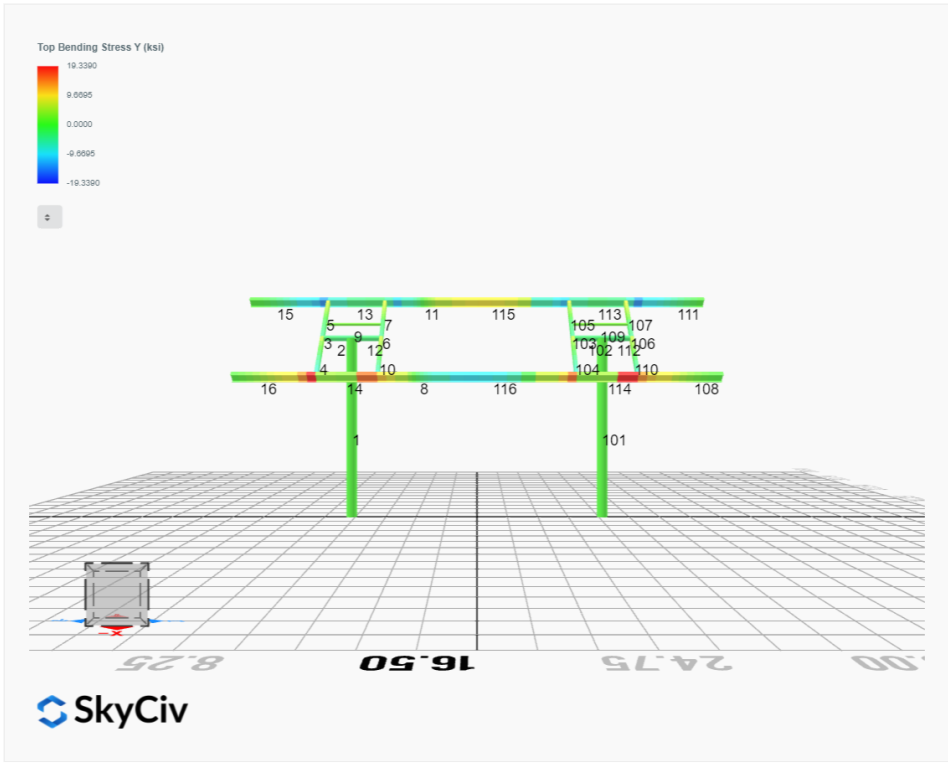 Top Bending Stress Y (ksi)
19.3390
9.6695
0.0000
-9.6695
-19.3390
15 13 11 115 113 111
5 7 105 107
3 9 6 103 109 106
2 12 102 112
4 10 104 110
16 14 8 116 114 108
1 101
-X
8.25 16.50 24.75 .00
SkyCiv